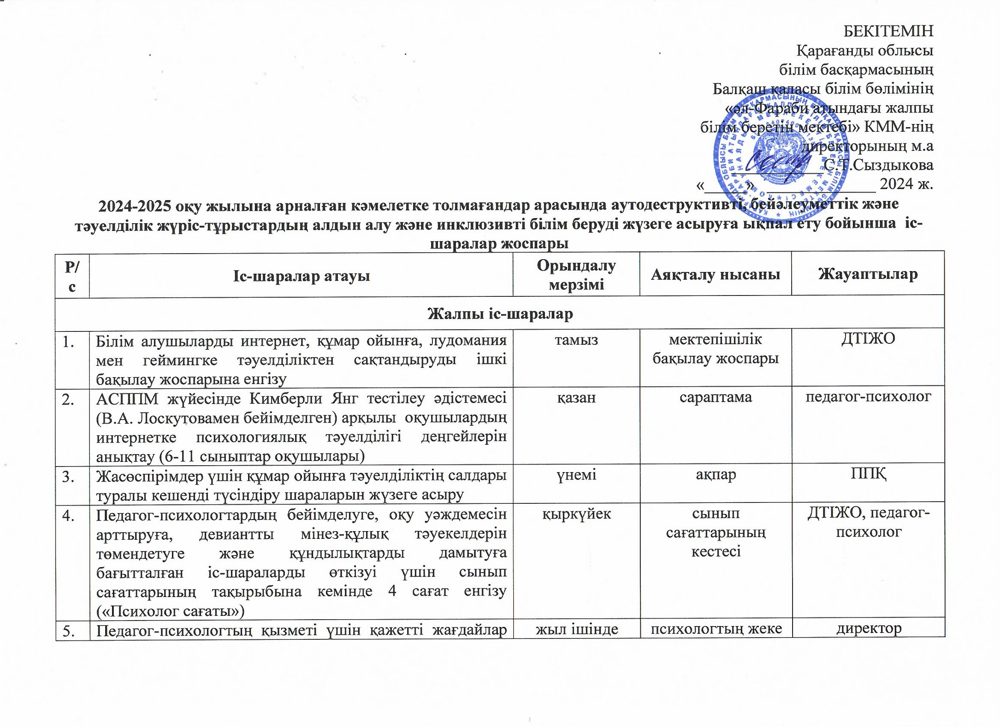 БЕКІТЕМІН
Қарағанды облысы
білім басқармасының
Балқаш қаласы білім бөлімінің
«әл-Фараби атындағы жалпы
білім беретін мектебі» КММ-нің
директорының м.а
___________С.Т.Сыздыкова
«_____» _____________ 2024 ж.
2024-2025 оқу жылына арналған кәмелетке толмағандар арасында аутодеструктивті, бейәлеуметтік және
тәуелділік жүріс-тұрыстардың алдын алу және инклюзивті білім беруді жүзеге асыруға ықпал ету бойынша іс-
шаралар жоспары
Р/
с
Іс-шаралар атауы
Орындалу
мерзімі
Аяқталу нысаны
Жауаптылар
Жалпы іс-шаралар
1.
Білім алушыларды интернет, құмар ойынға, лудомания
мен геймингке тәуелділіктен сақтандыруды ішкі
бақылау жоспарына енгізу
тамыз
мектепішілік
бақылау жоспары
ДТІЖО
2.
АСППМ жүйесінде Кимберли Янг тестілеу әдістемесі
(В.А. Лоскутовамен бейімделген) арқылы оқушылардың
интернетке психологиялық тәуелділігі деңгейлерін
анықтау (6-11 сыныптар оқушылары)
қазан
сараптама
педагог-психолог
3.
Жасөспірімдер үшін құмар ойынға тәуелділіктің салдары
туралы кешенді түсіндіру шараларын жүзеге асыру
үнемі
ақпар
ППҚ
4.
Педагог-психологтардың бейімделуге, оқу уәждемесін
арттыруға, девиантты мінез-құлық тәуекелдерін
төмендетуге және құндылықтарды дамытуға
бағытталған іс-шараларды өткізуі үшін сынып
сағаттарының тақырыбына кемінде 4 сағат енгізу
(«Психолог сағаты»)
қыркүйек
сынып
сағаттарының
кестесі
ДТІЖО, педагог-
психолог
5.
Педагог-психологтың қызметі үшін қажетті жағдайлар
жыл ішінде
психологтың жеке
директор